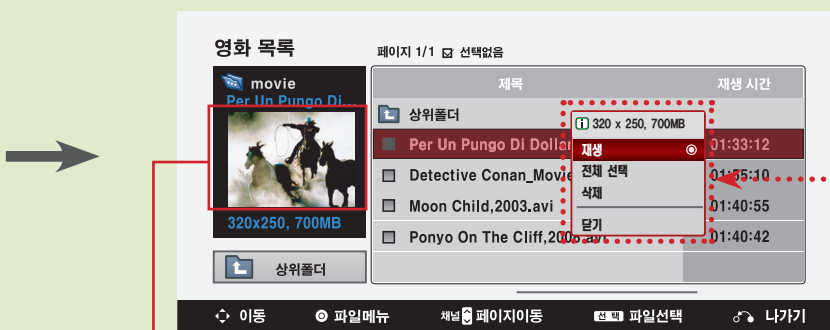 영화 목록
페이지 1/1 선택없음
movie
Per Un Pungo Di...
320x250, 700MB
상위폴더
제목 재생 시간
상위폴더
Per Un Pungo Di Dollar 01:33:12
Detective Conan_Movie 01:55:10
Moon Child,2003.avi 01:40:55
Ponyo On The Cliff,2008.avi 01:40:42
i 320 x 250, 700MB
재생
전체 선택
삭제
닫기
이동 파일메뉴 채널 페이지이동 선택 파일선택 나가기